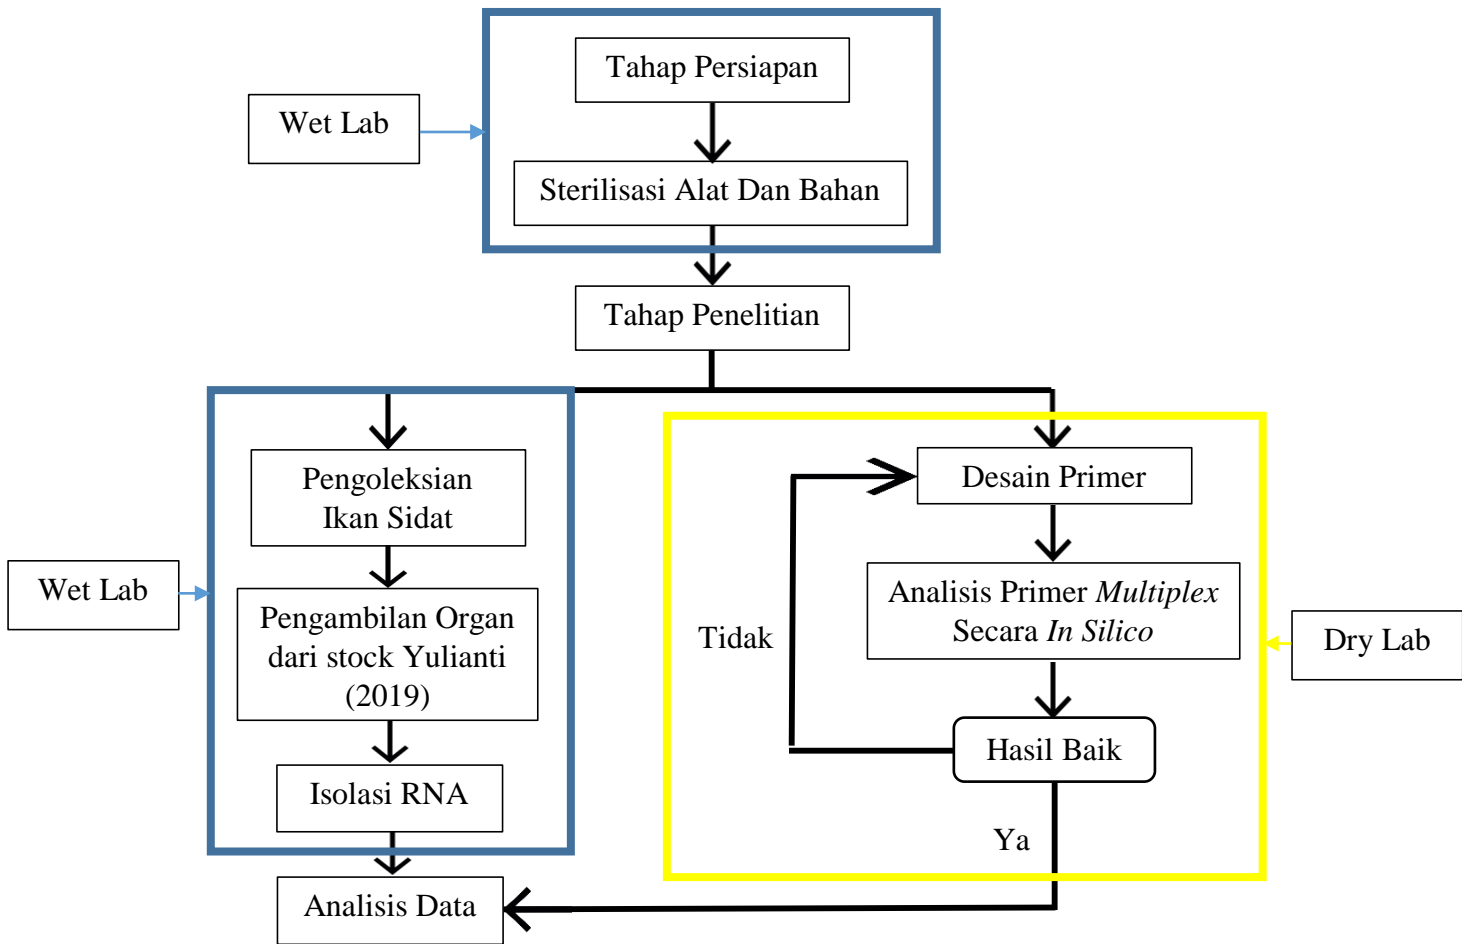 Tahap Persiapan
Wet Lab
Sterilisasi Alat Dan Bahan
Tahap Penelitian
Pengoleksian
Ikan Sidat
Wet Lab
Pengambilan Organ
dari stock Yulianti
(2019)
Isolasi RNA
Desain Primer
Analisis Primer Multiplex
Secara In Silico
Tidak
Dry Lab
Hasil Baik
Ya
Analisis Data